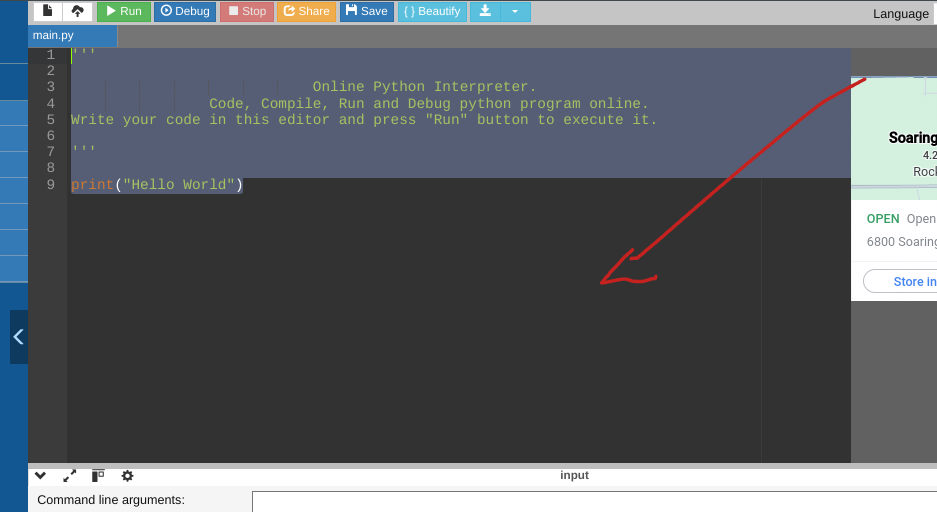 Run Debug Stop Share Save { } Beautify
Language
main.py
1 '''
2
3 Online Python Interpreter.
4 Code, Compile, Run and Debug python program online.
5 Write your code in this editor and press "Run" button to execute it.
6
7 '''
8
9 print("Hello World")
Soaring
4.2
Rock
OPEN Open
6800 Soaring
Store in
input
Command line arguments: